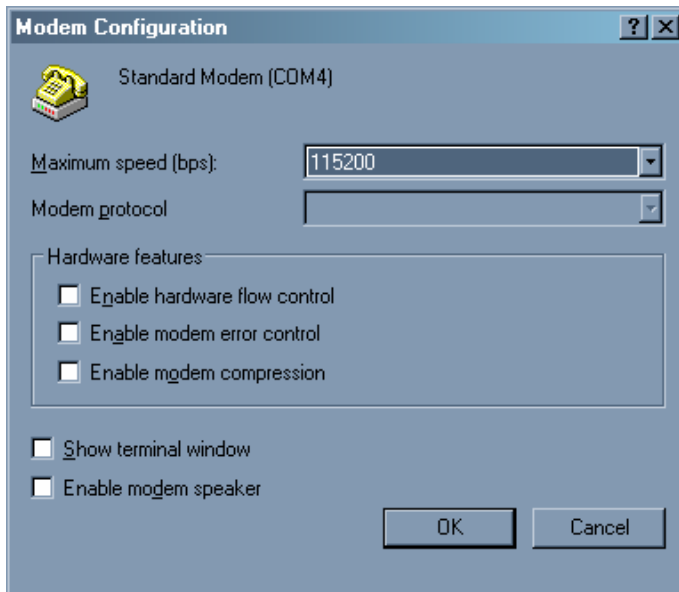 Modem Configuration
Standard Modem (COM4)
Maximum speed (bps): 115200
Modem protocol
Hardware features
Enable hardware flow control
Enable modem error control
Enable modem compression
Show terminal window
Enable modem speaker
OK Cancel